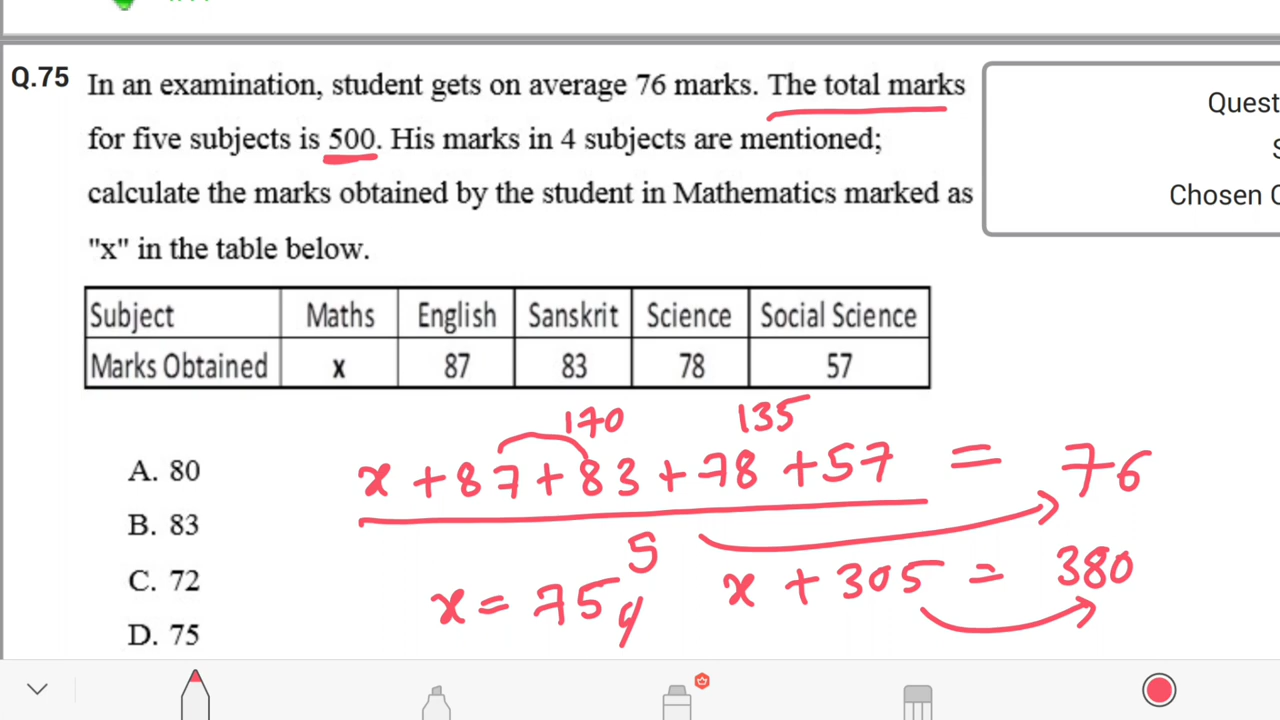 Q.75 In an examination, student gets on average 76 marks. The total marks
for five subjects is 500. His marks in 4 subjects are mentioned;
calculate the marks obtained by the student in Mathematics marked as
"x" in the table below.
Quest
S
Chosen O
Subject Maths English Sanskrit Science Social Science
Marks Obtained x 87 83 78 57
170 135
A. 80
x + 87 + 83 + 78 + 57 = 76
B. 83
5
C. 72
x + 305 = 380
x = 75
D. 75